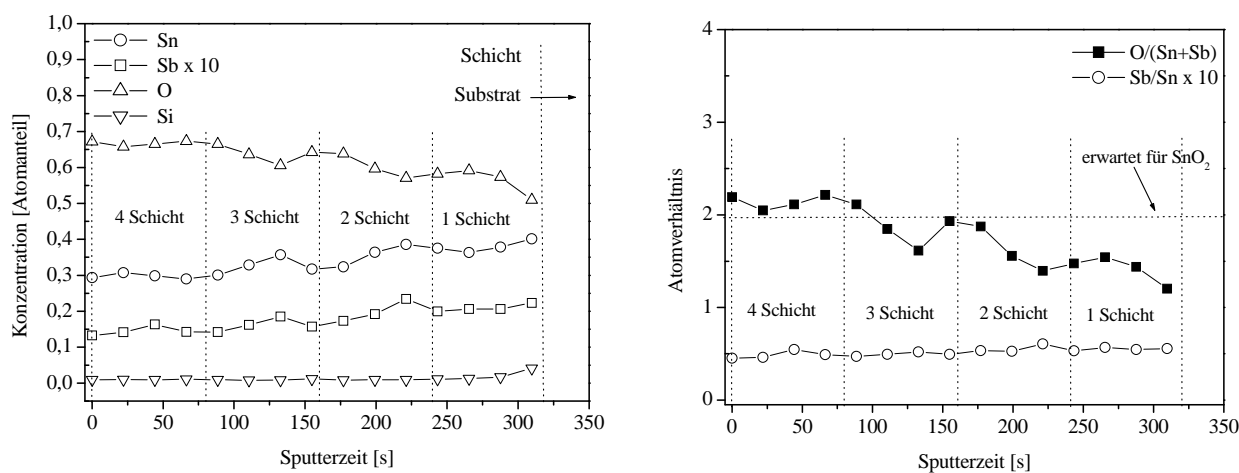 1,0
0,9
0,8
0,7
0,6
0,5
0,4
0,3
0,2
0,1
0,0
Konzentration [Atomanteil]
Sn
Sb x 10
O
Si
Schicht
Substrat
4 Schicht
3 Schicht
2 Schicht
1 Schicht
0 50 100 150 200 250 300 350
Sputterzeit [s]
4
3
2
1
0
Atomverhältnis
O/(Sn+Sb)
Sb/Sn x 10
erwartet für SnO₂
4 Schicht
3 Schicht
2 Schicht
1 Schicht
0 50 100 150 200 250 300 350
Sputterzeit [s]